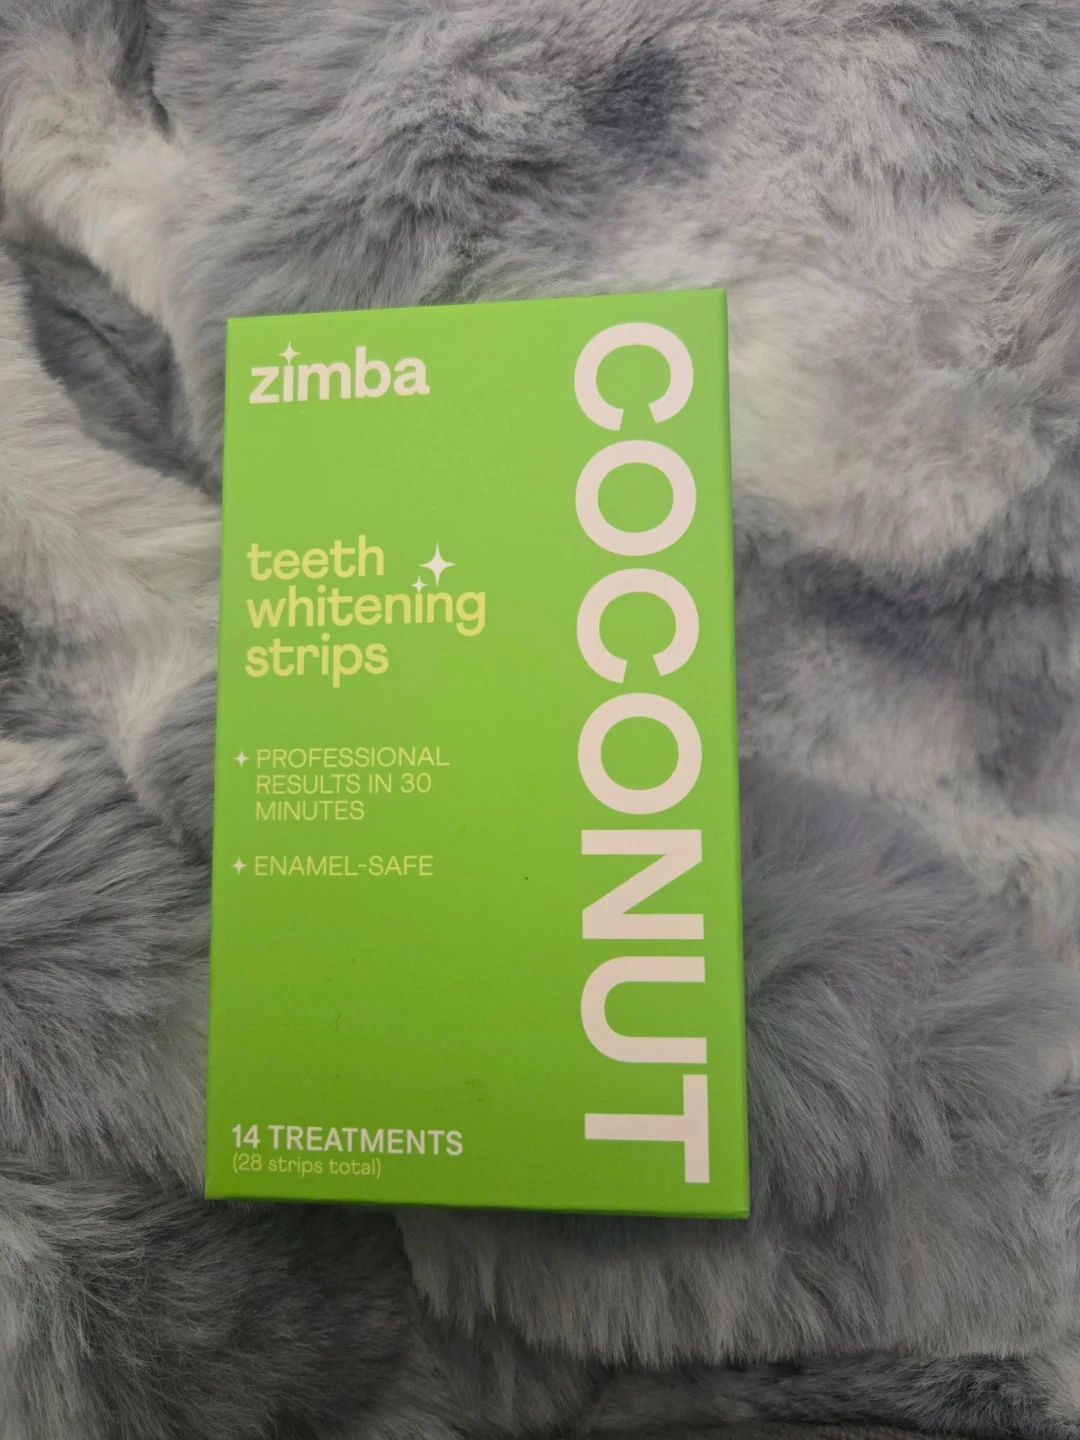 zimba
teeth
whitening
strips
PROFESSIONAL
RESULTS IN 30
MINUTES
ENAMEL-SAFE
14 TREATMENTS
(28 strips total)
COCONUT